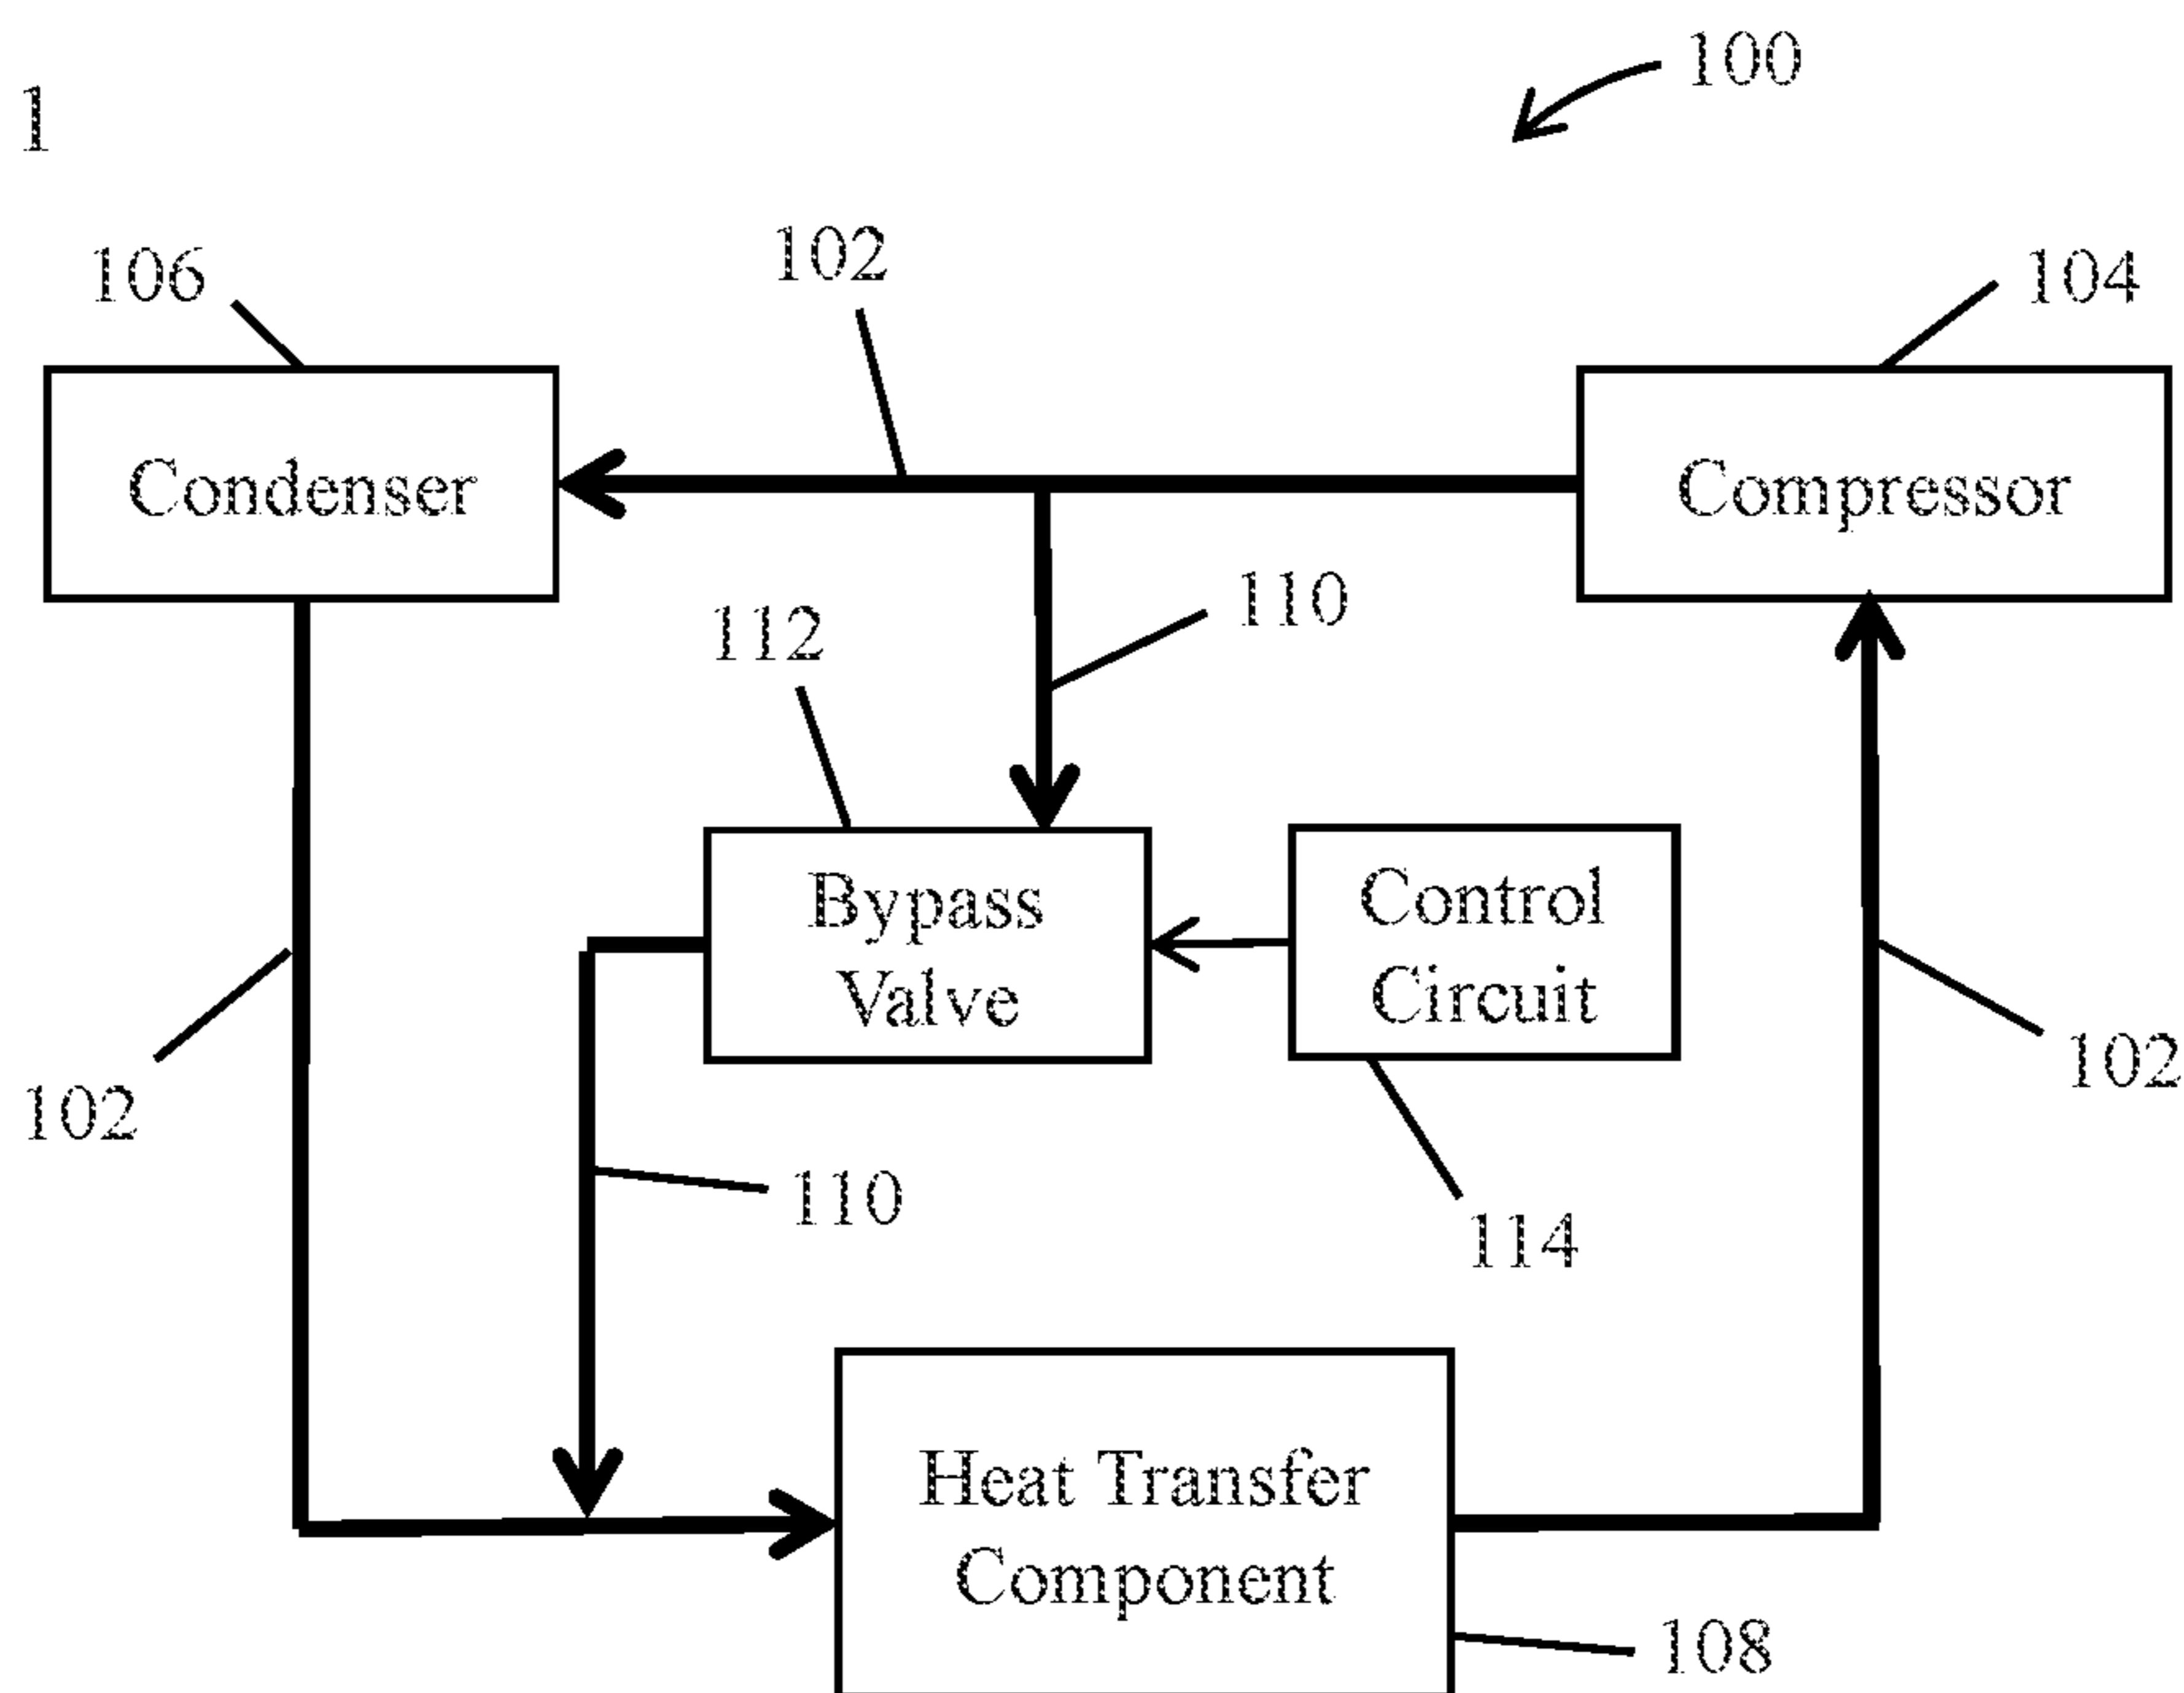 100
1
102
106
104
Condenser
Compressor
110
112
Bypass
Valve
Control
Circuit
102
102
110
114
Heat Transfer
Component
108